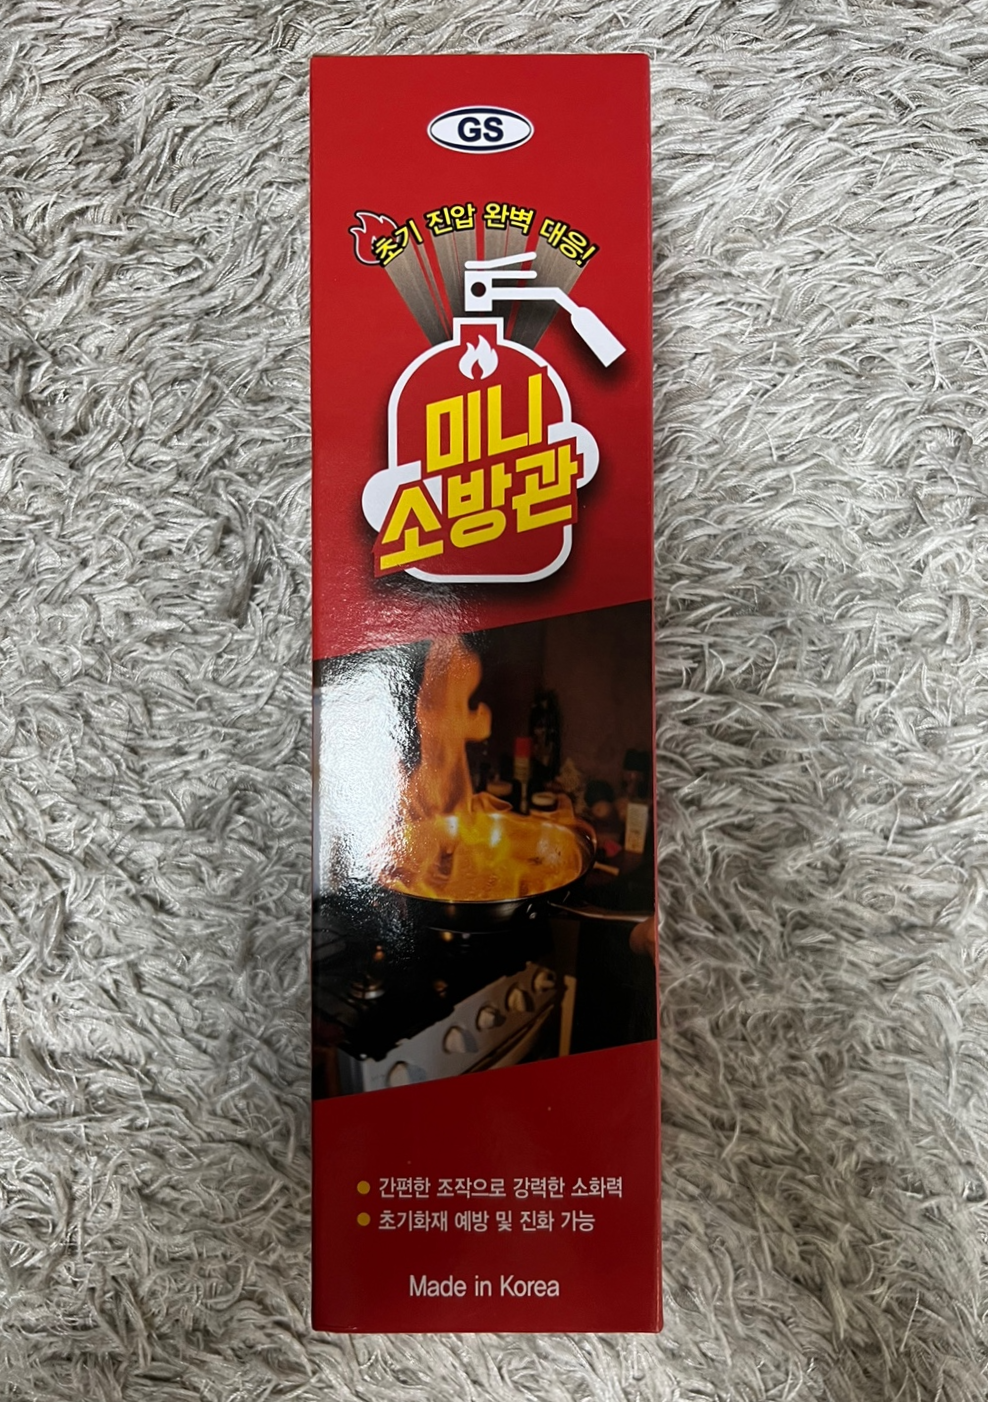 GS
초기 진압 완벽 대응!
미니
소방관
간편한 조작으로 강력한 소화력
초기화재 예방 및 진화 가능
Made in Korea